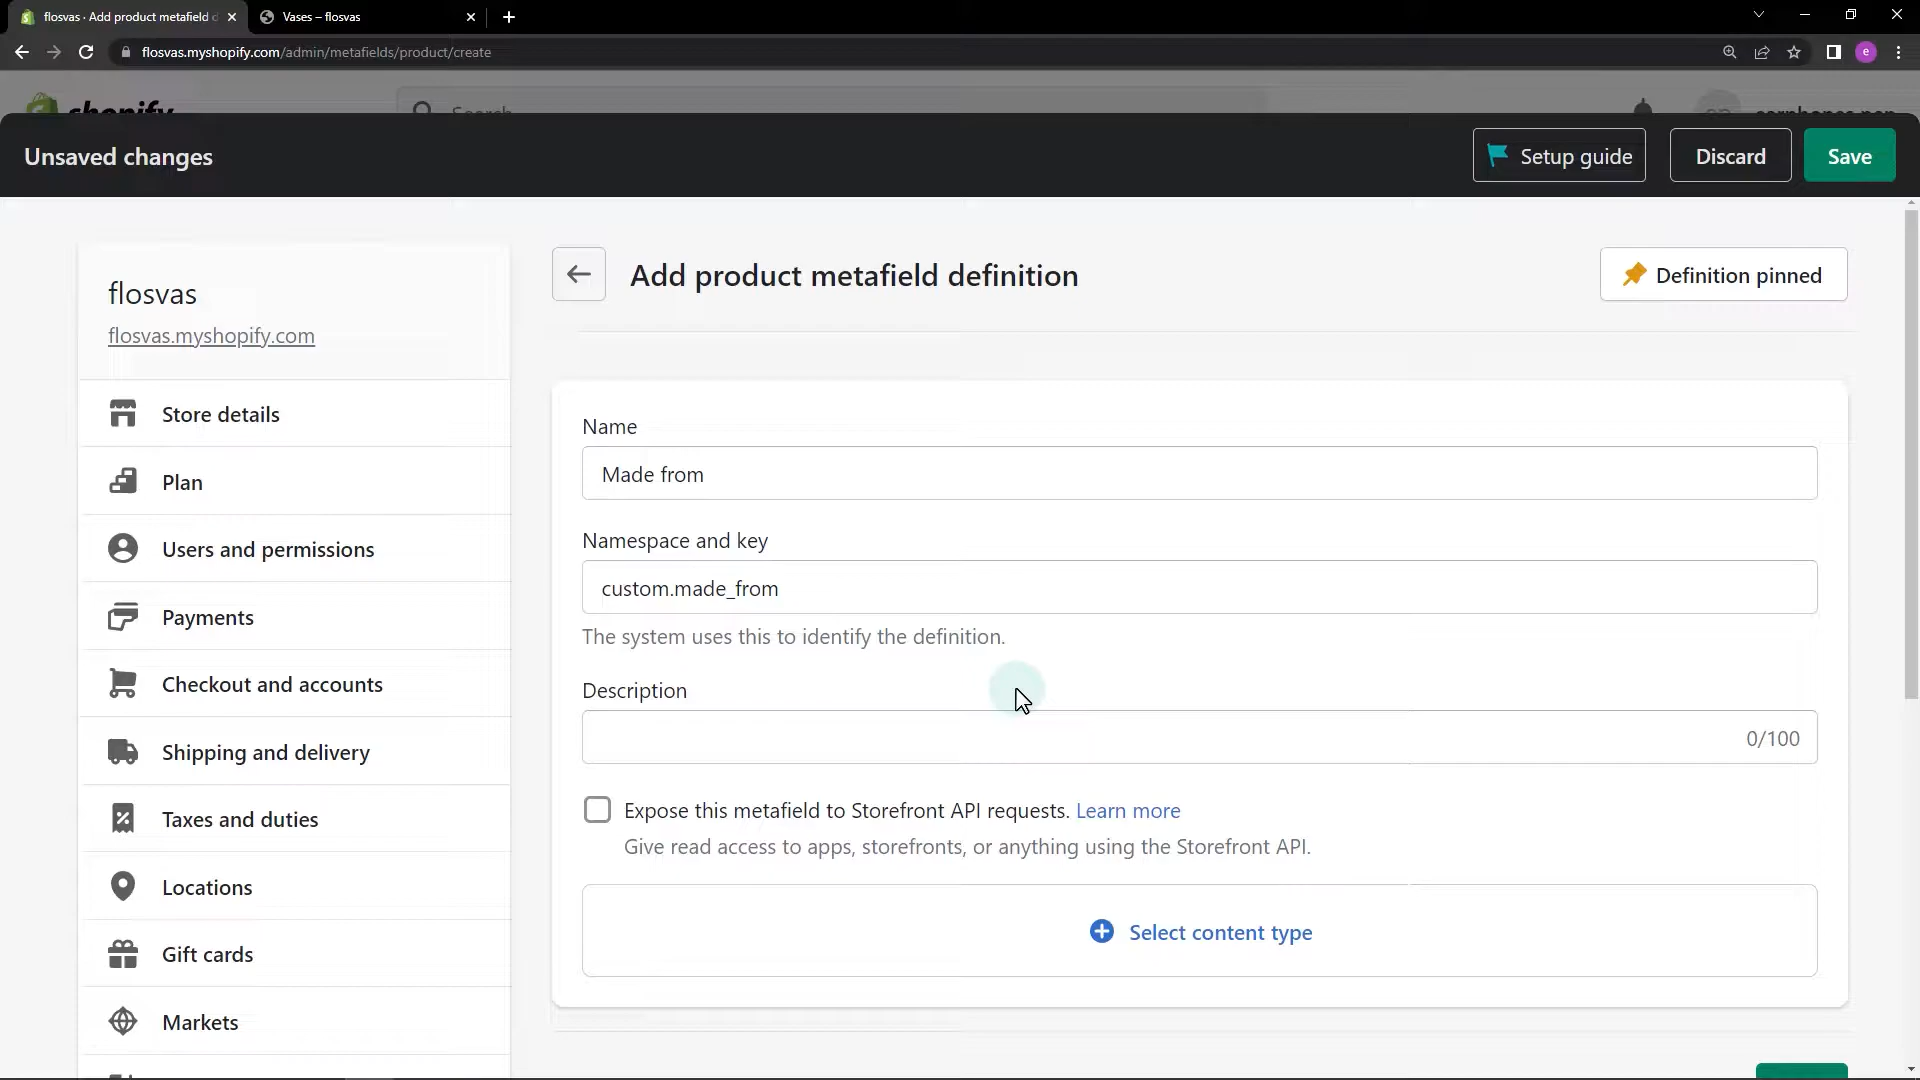 flosvas · Add product metafield d
Vases – flosvas
flosvas.myshopify.com/admin/metafields/product/create
e
shopify
Search
Unsaved changes
Setup guide
Discard
Save
flosvas
flosvas.myshopify.com
Store details
Plan
Users and permissions
Payments
Checkout and accounts
Shipping and delivery
Taxes and duties
Locations
Gift cards
Markets
Add product metafield definition
Definition pinned
Name
Made from
Namespace and key
custom.made_from
The system uses this to identify the definition.
Description
0/100
Expose this metafield to Storefront API requests. Learn more
Give read access to apps, storefronts, or anything using the Storefront API.
Select content type